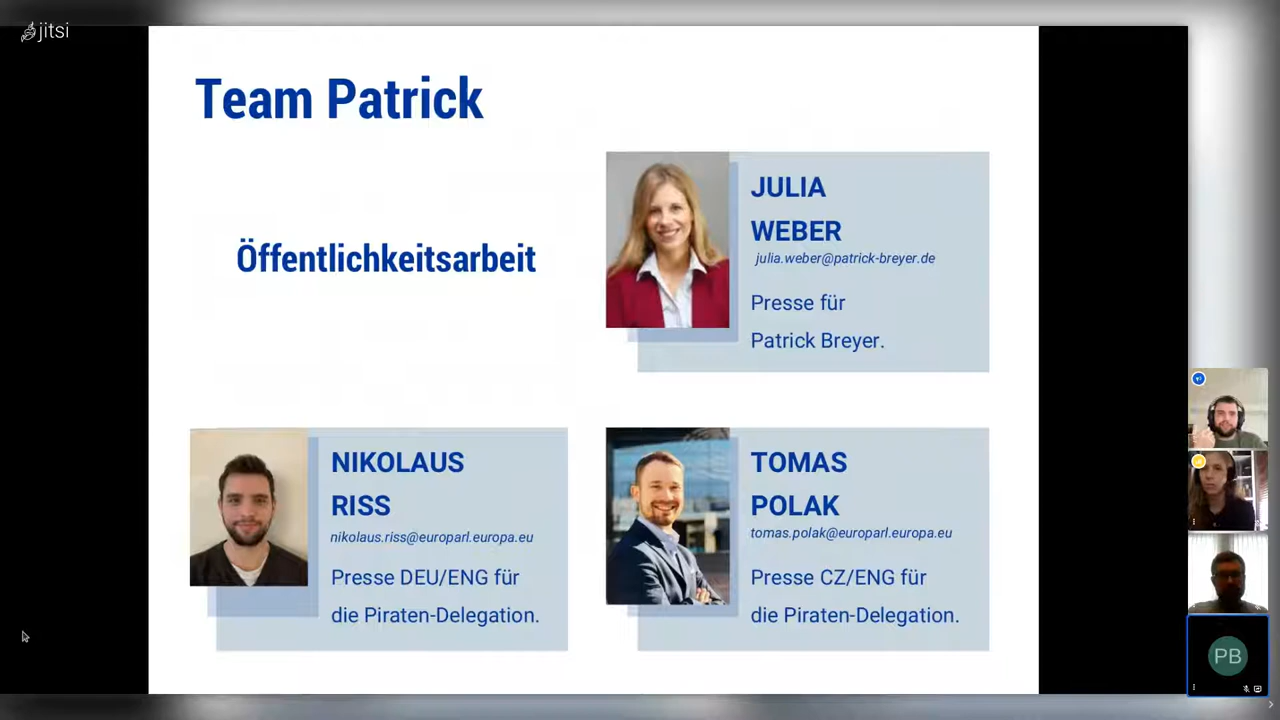 jitsi
Team Patrick
Öffentlichkeitsarbeit
JULIA
WEBER
julia.weber@patrick-breyer.de
Presse für
Patrick Breyer.
NIKOLAUS
RISS
nikolaus.riss@europarl.europa.eu
Presse DEU/ENG für
die Piraten-Delegation.
TOMAS
POLAK
tomas.polak@europarl.europa.eu
Presse CZ/ENG für
die Piraten-Delegation.
PB